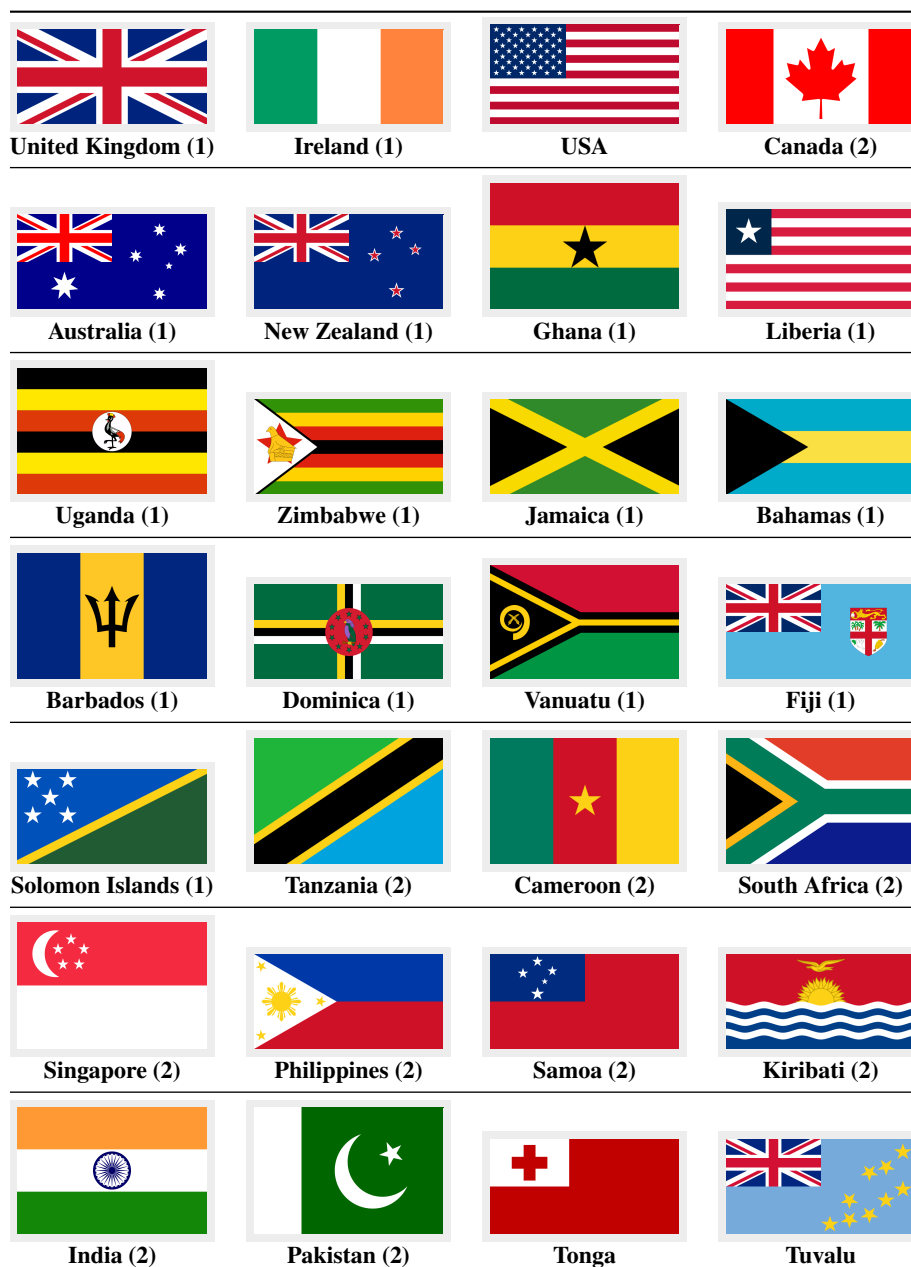 United Kingdom (1) Ireland (1) USA Canada (2)
Australia (1) New Zealand (1) Ghana (1) Liberia (1)
Uganda (1) Zimbabwe (1) Jamaica (1) Bahamas (1)
Barbados (1) Dominica (1) Vanuatu (1) Fiji (1)
Solomon Islands (1) Tanzania (2) Cameroon (2) South Africa (2)
Singapore (2) Philippines (2) Samoa (2) Kiribati (2)
India (2) Pakistan (2) Tonga Tuvalu